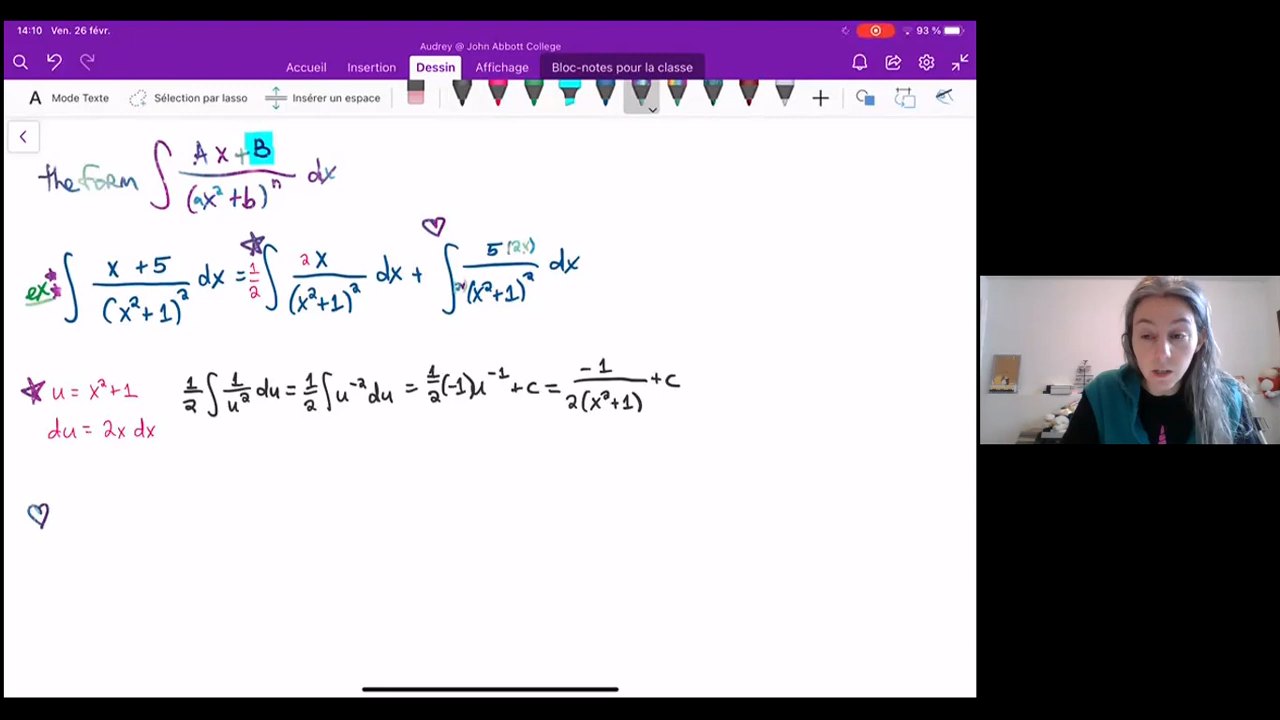 14:10 Ven. 26 févr. 93 %
Audrey @ John Abbott College
Accueil Insertion Dessin Affichage Bloc-notes pour la classe
A Mode Texte Sélection par lasso Insérer un espace
the form ∫ (Ax + B)/(ax² + b)ⁿ dx
ex: ∫ (x + 5)/(x² + 1)² dx = 1/2 ∫ 2x/(x² + 1)² dx + ∫ 5(2x)/2x(x² + 1)² dx
u = x² + 1 1/2 ∫ 1/u² du = 1/2 ∫ u⁻² du = 1/2 (-1)u⁻¹ + c = -1/2(x² + 1) + c
du = 2x dx